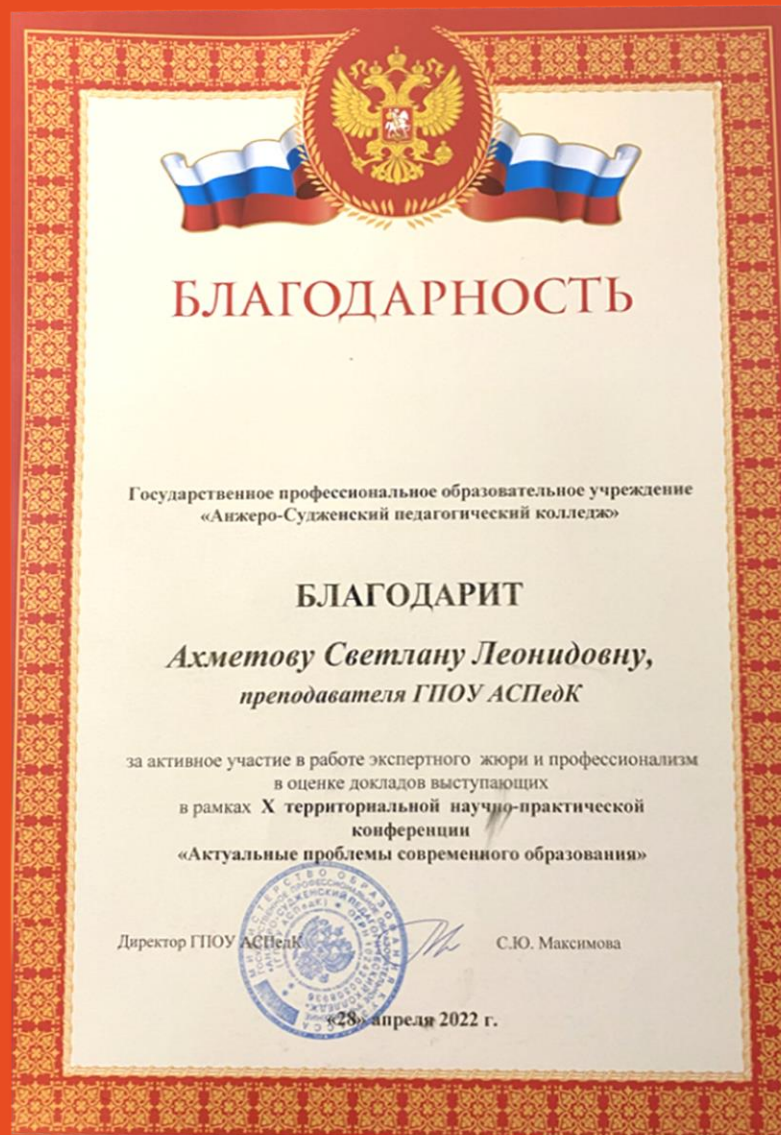 БЛАГОДАРНОСТЬ
Государственное профессиональное образовательное учреждение
«Анжеро-Судженский педагогический колледж»
БЛАГОДАРИТ
Ахметову Светлану Леонидовну,
преподавателя ГПОУ АСПедК
за активное участие в работе экспертного жюри и профессионализм
в оценке докладов выступающих
в рамках X территориальной научно-практической
конференции
«Актуальные проблемы современного образования»
Директор ГПОУ АСПедК С.Ю. Максимова
«28» апреля 2022 г.